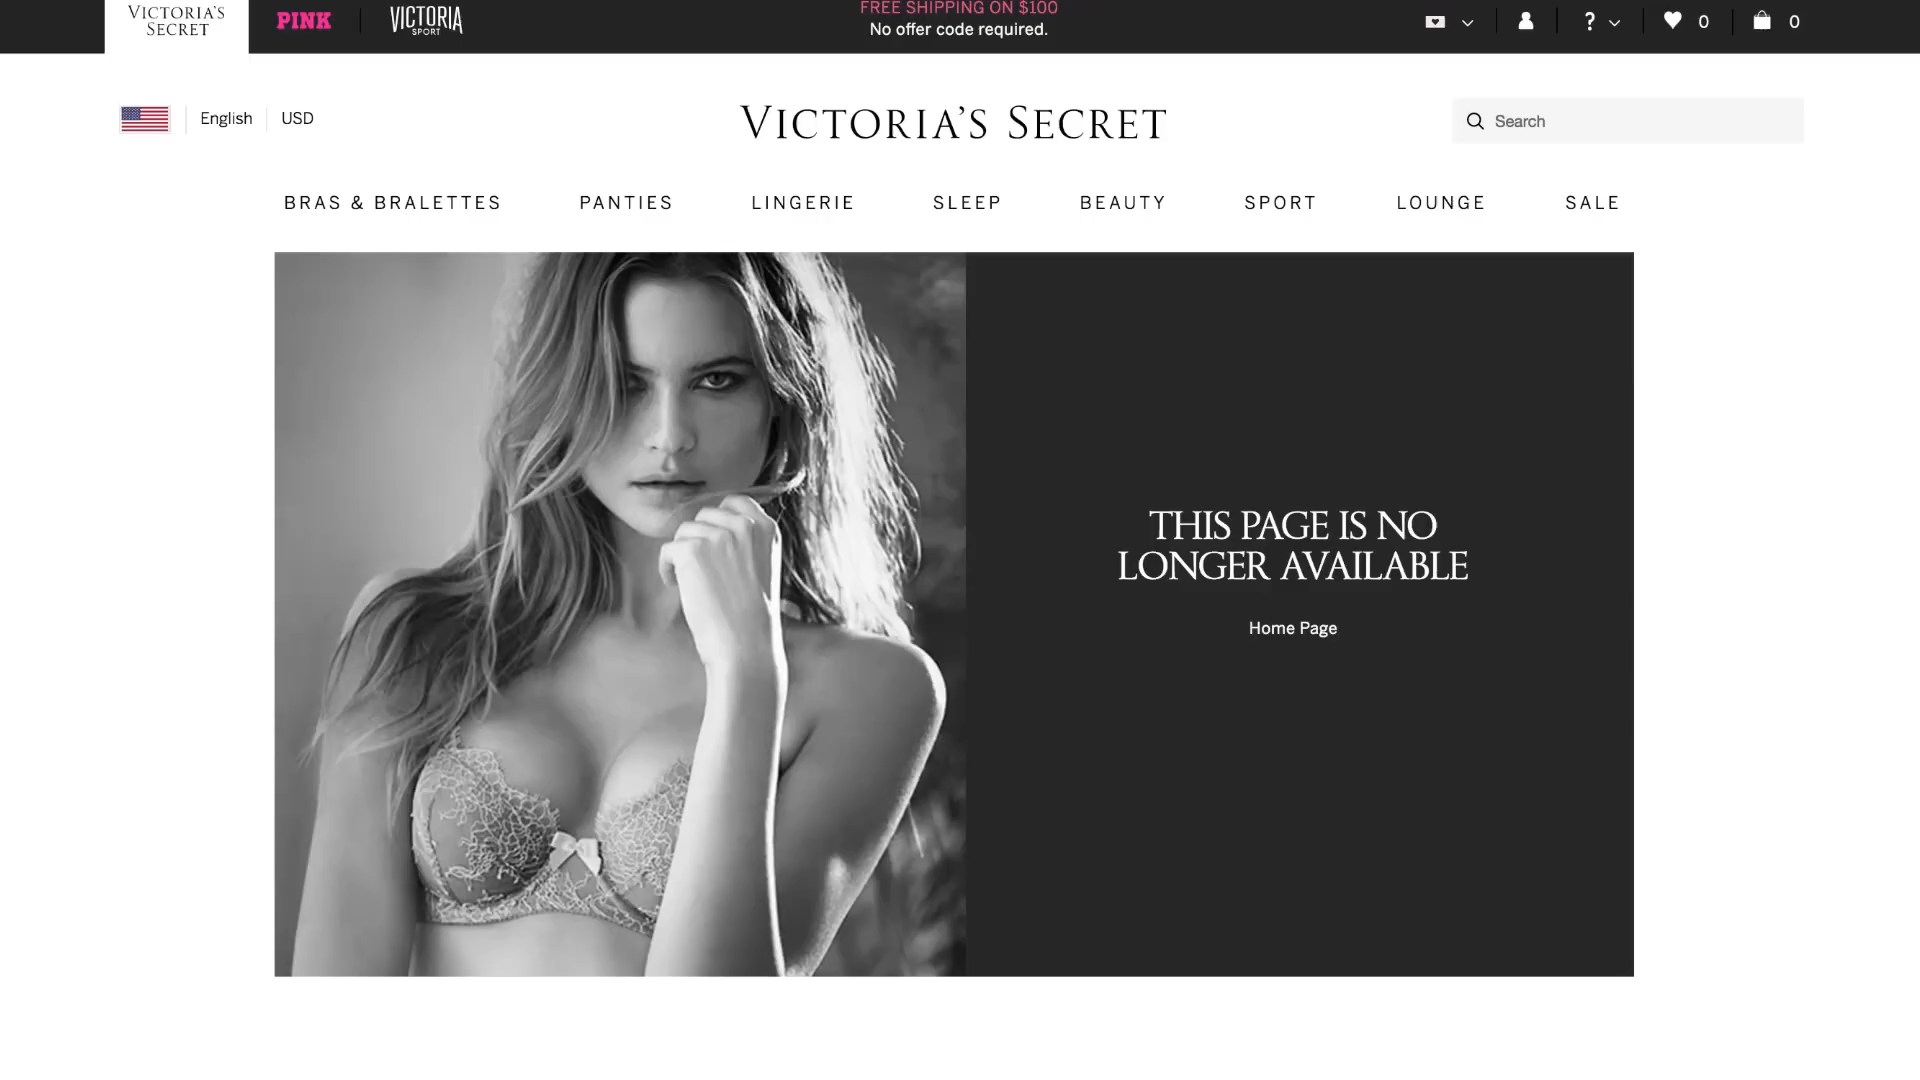 VICTORIA'S
SECRET
PINK
VICTORIA
SPORT
FREE SHIPPING ON $100
No offer code required.
?
0
0
English
USD
VICTORIA'S SECRET
Search
BRAS & BRALETTES
PANTIES
LINGERIE
SLEEP
BEAUTY
SPORT
LOUNGE
SALE
THIS PAGE IS NO
LONGER AVAILABLE
Home Page